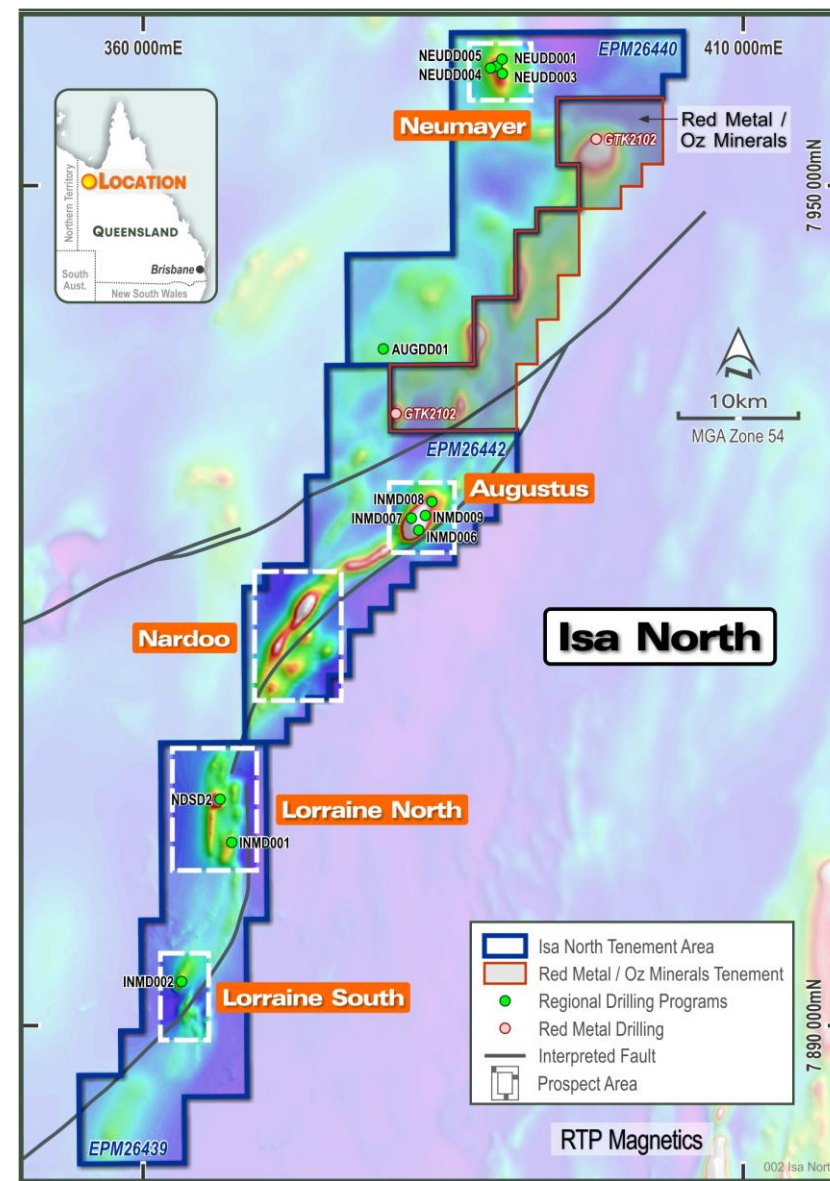 360 000mE
410 000mE
EPM26440
NEUDD005
NEUDD001
NEUDD004
NEUDD003
Neumayer
Red Metal /
Oz Minerals
GTK2102
7 950 000mN
LOCATION
Northern Territory
QUEENSLAND
Brisbane
South
Aust.
New South Wales
AUGDD01
GTK2102
EPM26442
N
10km
MGA Zone 54
Augustus
INMD008
INMD007
INMD009
INMD006
Nardoo
Isa North
NDSD2
Lorraine North
INMD001
INMD002
Lorraine South
Isa North Tenement Area
Red Metal / Oz Minerals Tenement
Regional Drilling Programs
Red Metal Drilling
Interpreted Fault
Prospect Area
7 890 000mN
EPM26439
RTP Magnetics
002 Isa Nort